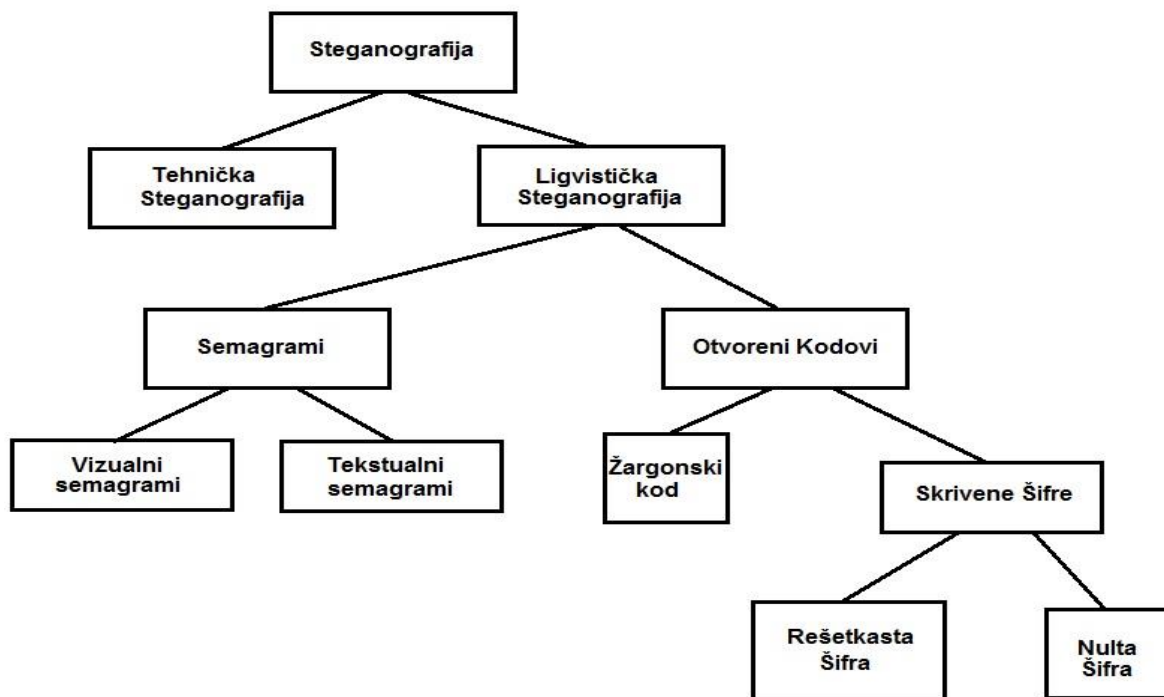 Steganografija
Tehnička
Steganografija
Ligvistička
Steganografija
Semagrami
Otvoreni Kodovi
Vizualni
semagrami
Tekstualni
semagrami
Žargonski
kod
Skrivene Šifre
Rešetkasta
Šifra
Nulta
Šifra